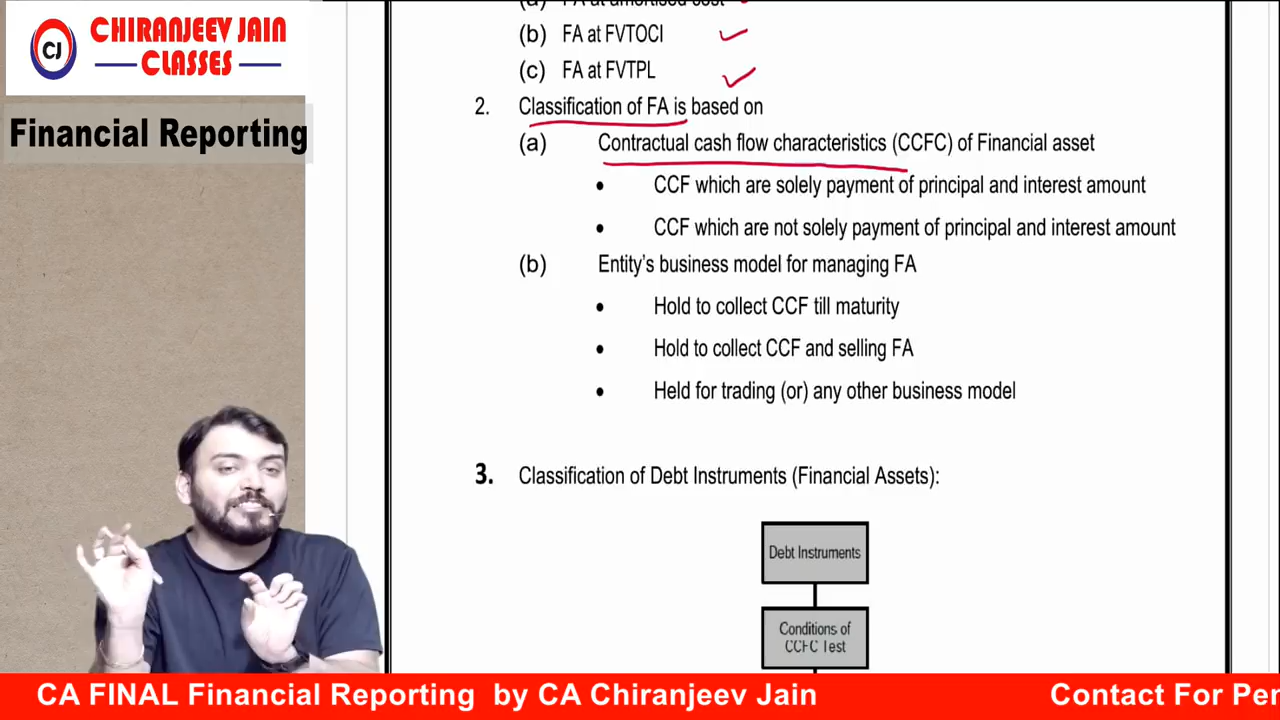 CHIRANJEEV JAIN
CLASSES
CJ
Financial Reporting
(a) FA at amortised cost
(b) FA at FVTOCI
(c) FA at FVTPL
2. Classification of FA is based on
(a) Contractual cash flow characteristics (CCFC) of Financial asset
• CCF which are solely payment of principal and interest amount
• CCF which are not solely payment of principal and interest amount
(b) Entity's business model for managing FA
• Hold to collect CCF till maturity
• Hold to collect CCF and selling FA
• Held for trading (or) any other business model
3. Classification of Debt Instruments (Financial Assets):
Debt Instruments
Conditions of
CCFC Test
CA FINAL Financial Reporting by CA Chiranjeev Jain
Contact For Per